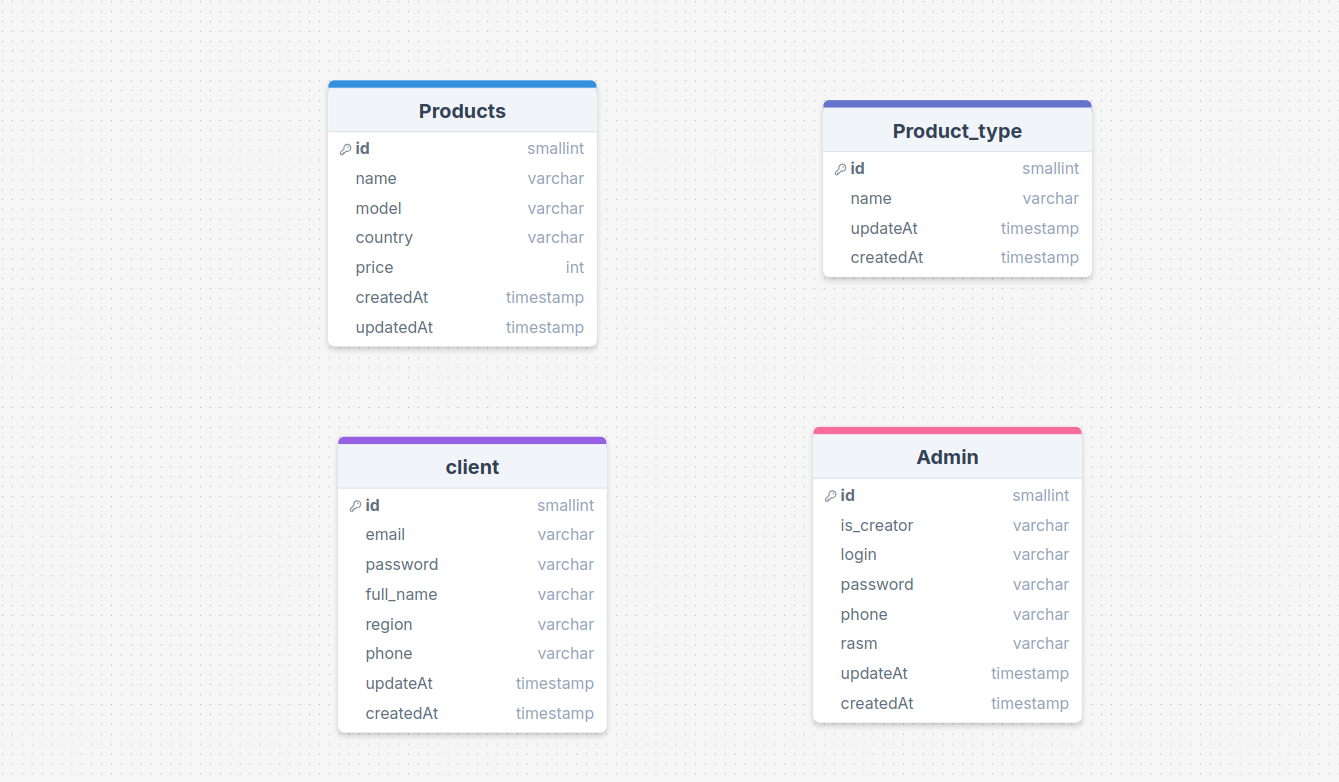 Products
id smallint
name varchar
model varchar
country varchar
price int
createdAt timestamp
updatedAt timestamp
Product_type
id smallint
name varchar
updateAt timestamp
createdAt timestamp
client
id smallint
email varchar
password varchar
full_name varchar
region varchar
phone varchar
updateAt timestamp
createdAt timestamp
Admin
id smallint
is_creator varchar
login varchar
password varchar
phone varchar
rasm varchar
updateAt timestamp
createdAt timestamp